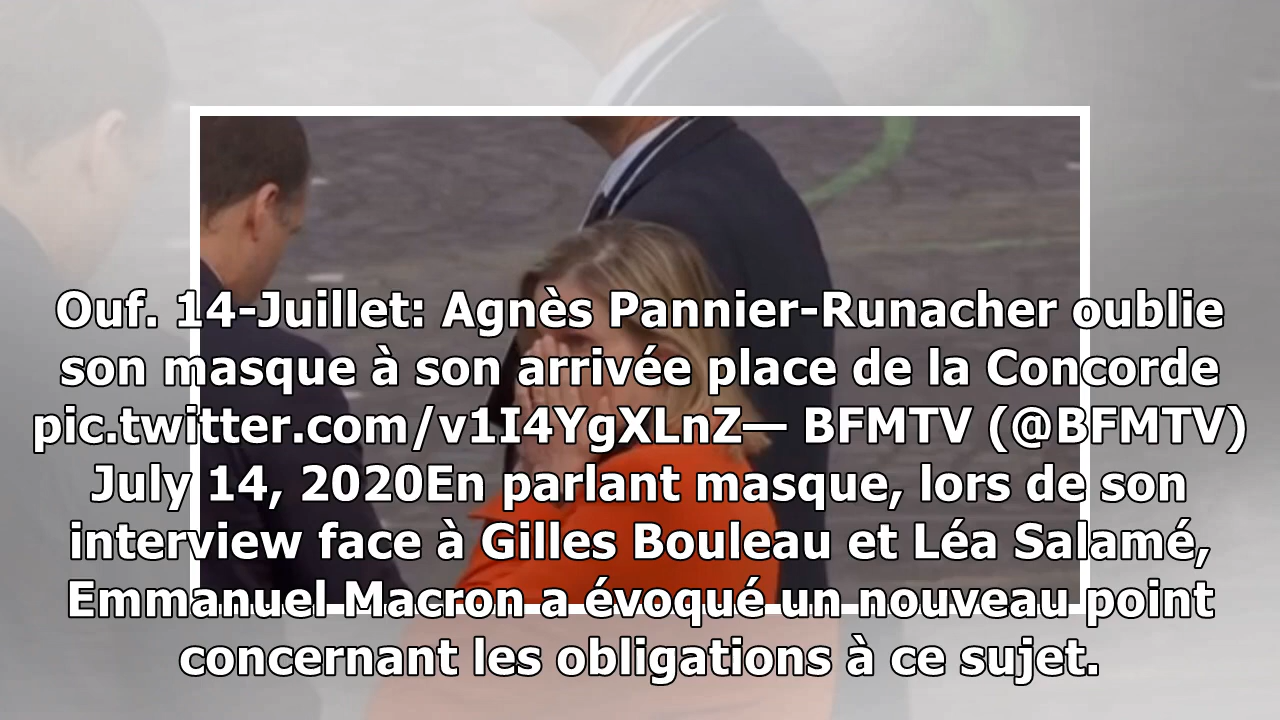 Ouf. 14-Juillet: Agnès Pannier-Runacher oublie
son masque à son arrivée place de la Concorde
pic.twitter.com/v1I4YgXLnZ— BFMTV (@BFMTV)
July 14, 2020En parlant masque, lors de son
interview face à Gilles Bouleau et Léa Salamé,
Emmanuel Macron a évoqué un nouveau point
concernant les obligations à ce sujet.